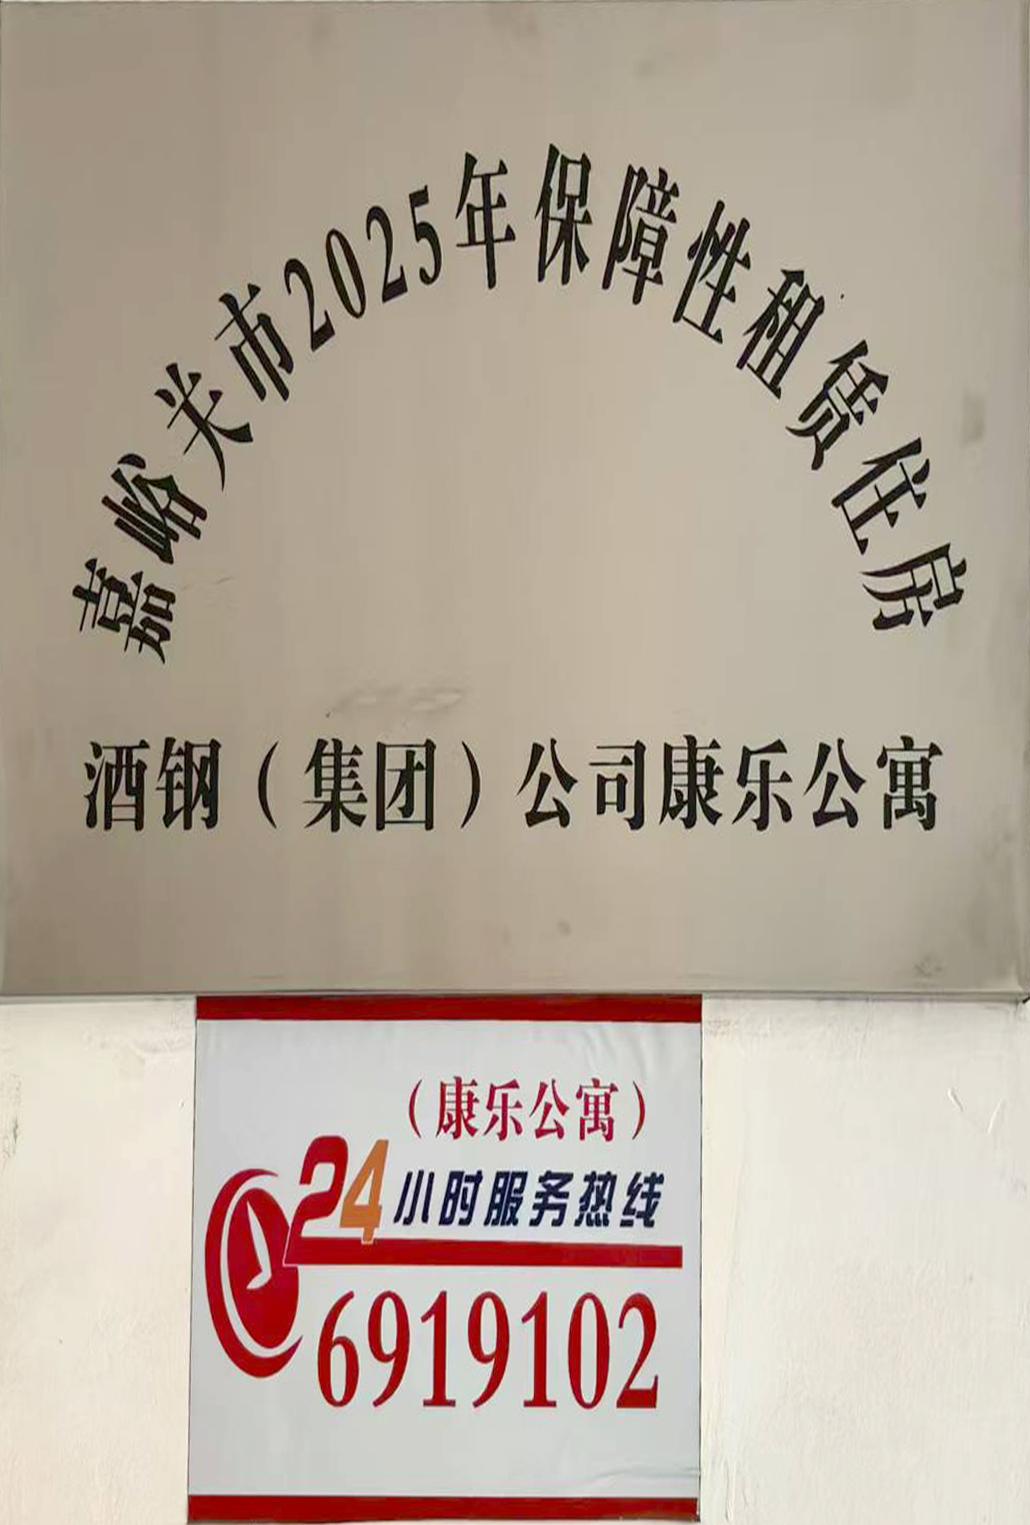 嘉峪关市2025年保障性租赁住房
酒钢（集团）公司康乐公寓
（康乐公寓）
24小时服务热线
6919102